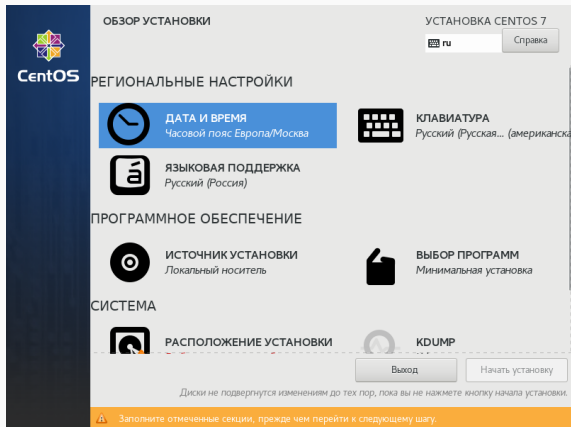 ОБЗОР УСТАНОВКИ
УСТАНОВКА CENTOS 7
ru
Справка
CentOS
РЕГИОНАЛЬНЫЕ НАСТРОЙКИ
ДАТА И ВРЕМЯ
Часовой пояс Европа/Москва
КЛАВИАТУРА
Русский (Русская... (американска
ЯЗЫКОВАЯ ПОДДЕРЖКА
Русский (Россия)
ПРОГРАММНОЕ ОБЕСПЕЧЕНИЕ
ИСТОЧНИК УСТАНОВКИ
Локальный носитель
ВЫБОР ПРОГРАММ
Минимальная установка
СИСТЕМА
РАСПОЛОЖЕНИЕ УСТАНОВКИ
KDUMP
Выход
Начать установку
Диски не подвергнутся изменениям до тех пор, пока вы не нажмете кнопку начала установки.
Заполните отмеченные секции, прежде чем перейти к следующему шагу.